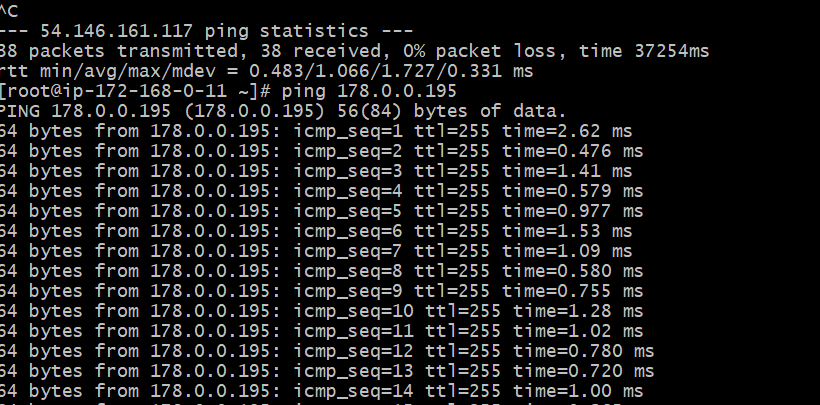 ^C
--- 54.146.161.117 ping statistics ---
38 packets transmitted, 38 received, 0% packet loss, time 37254ms
rtt min/avg/max/mdev = 0.483/1.066/1.727/0.331 ms
[root@ip-172-168-0-11 ~]# ping 178.0.0.195
PING 178.0.0.195 (178.0.0.195) 56(84) bytes of data.
64 bytes from 178.0.0.195: icmp_seq=1 ttl=255 time=2.62 ms
64 bytes from 178.0.0.195: icmp_seq=2 ttl=255 time=0.476 ms
64 bytes from 178.0.0.195: icmp_seq=3 ttl=255 time=1.41 ms
64 bytes from 178.0.0.195: icmp_seq=4 ttl=255 time=0.579 ms
64 bytes from 178.0.0.195: icmp_seq=5 ttl=255 time=0.977 ms
64 bytes from 178.0.0.195: icmp_seq=6 ttl=255 time=1.53 ms
64 bytes from 178.0.0.195: icmp_seq=7 ttl=255 time=1.09 ms
64 bytes from 178.0.0.195: icmp_seq=8 ttl=255 time=0.580 ms
64 bytes from 178.0.0.195: icmp_seq=9 ttl=255 time=0.755 ms
64 bytes from 178.0.0.195: icmp_seq=10 ttl=255 time=1.28 ms
64 bytes from 178.0.0.195: icmp_seq=11 ttl=255 time=1.02 ms
64 bytes from 178.0.0.195: icmp_seq=12 ttl=255 time=0.780 ms
64 bytes from 178.0.0.195: icmp_seq=13 ttl=255 time=0.720 ms
64 bytes from 178.0.0.195: icmp_seq=14 ttl=255 time=1.00 ms